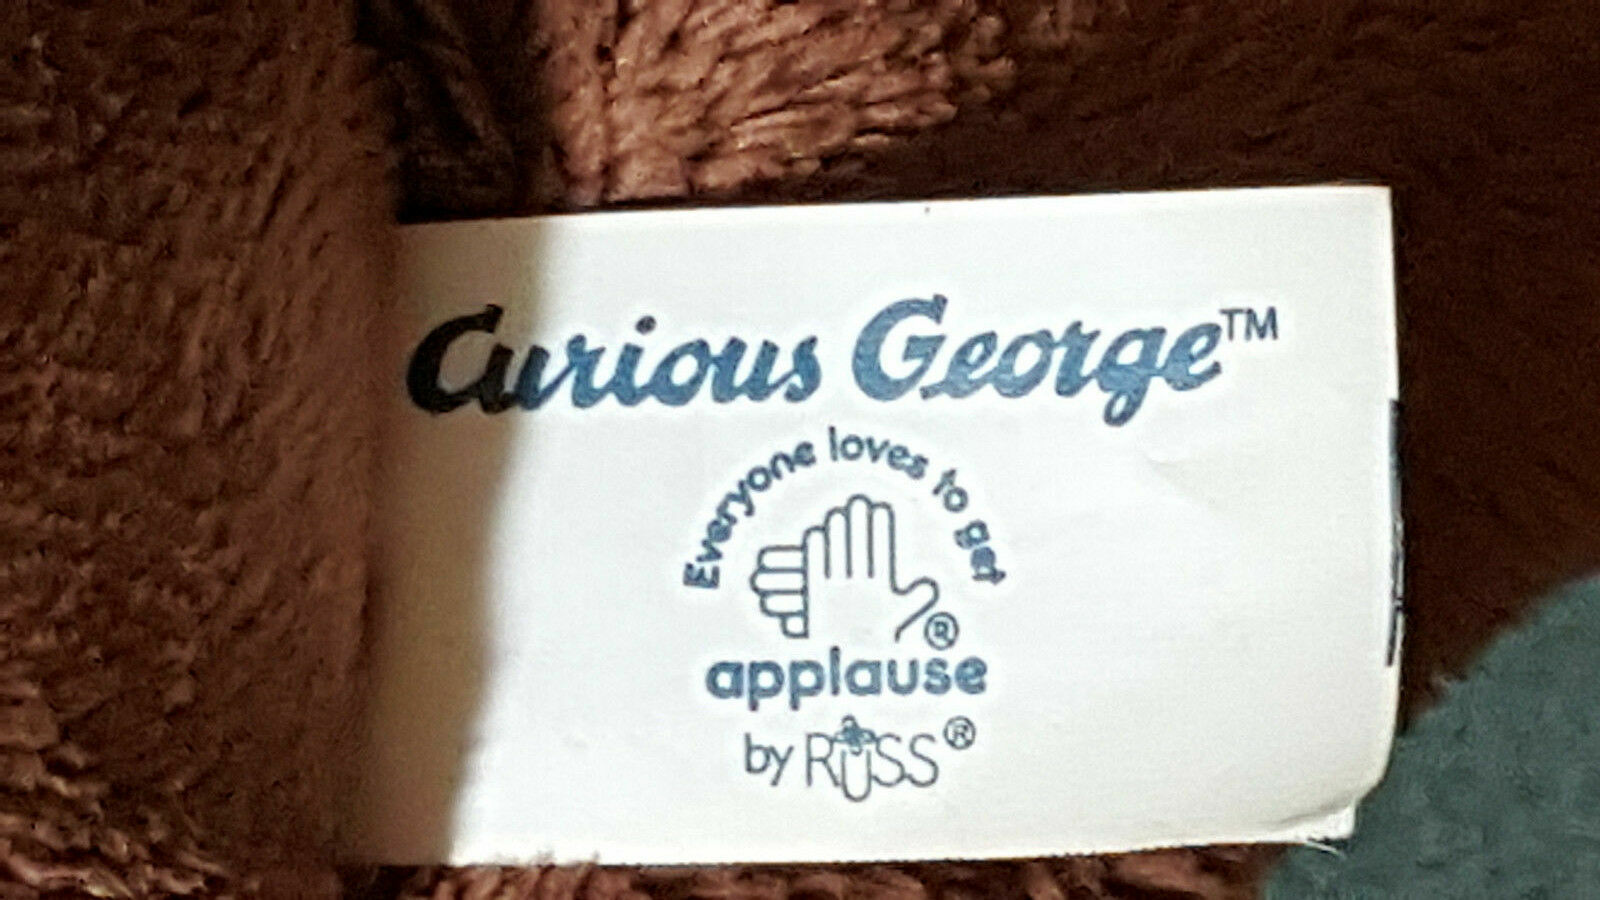 Curious George™
Everyone loves to get
®
applause
by RUSS®